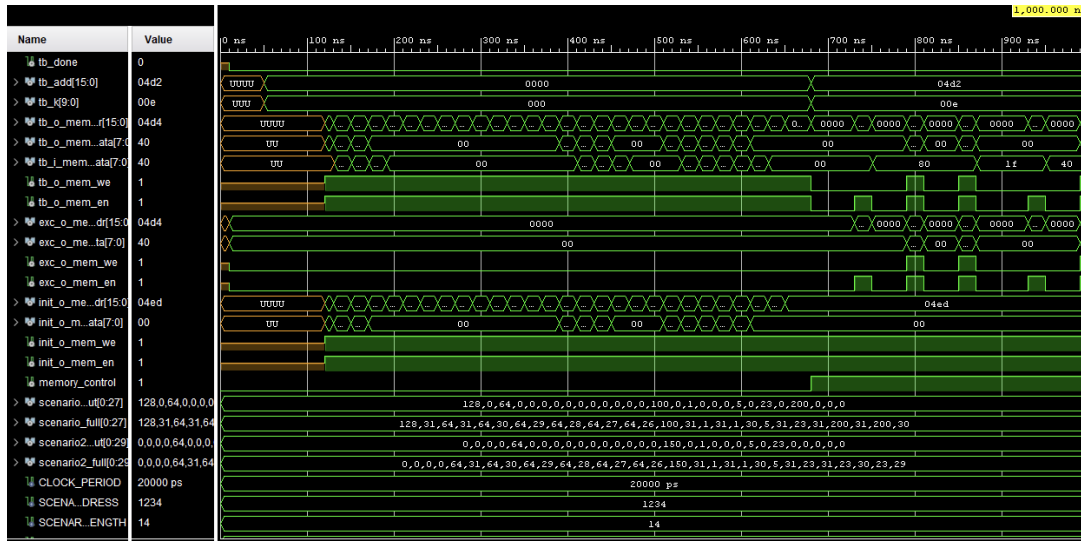 1,000.000 n
Name Value 0 ns 100 ns 200 ns 300 ns 400 ns 500 ns 600 ns 700 ns 800 ns 900 ns
tb_done 0
tb_add[15:0] 04d2 UUUU 0000 04d2
tb_k[9:0] 00e UUU 000 00e
tb_o_mem...r[15:0] 04d4 UUUU ... ... ... ... ... ... ... ... ... ... ... ... ... ... ... ... ... ... ... ... ... ... ... ... ... ... ... 0... 0000 ... 0000 ... 0000 ... 0000 ... 0000
tb_o_mem...ata[7:0 40 UU ... ... ... 00 ... ... ... 00 ... ... ... ... ... 00 ... 00 ... 00
tb_i_mem...ata[7:0 40 UU ... ... ... ... 00 ... ... ... 00 ... ... ... ... ... 00 80 1f 40
tb_o_mem_we 1
tb_o_mem_en 1
exc_o_me...dr[15:0 04d4 0000 ... 0000 ... 0000 ... 0000 ... 0000
exc_o_me...ta[7:0] 40 00 ... 00 ... 00
exc_o_mem_we 1
exc_o_mem_en 1
init_o_me...dr[15:0 04ed UUUU ... ... ... ... ... ... ... ... ... ... ... ... ... ... ... ... ... ... ... ... ... ... ... ... ... ... ... 04ed
init_o_m...ata[7:0] 00 UU ... ... ... 00 ... ... ... 00 ... ... ... ... ... 00
init_o_mem_we 1
init_o_mem_en 1
memory_control 1
scenario...ut[0:27] 128,0,64,0,0,0,0 128,0,64,0,0,0,0,0,0,0,0,0,0,0,100,0,1,0,0,0,5,0,23,0,200,0,0,0
scenario_full[0:27] 128,31,64,31,64 128,31,64,31,64,30,64,29,64,28,64,27,64,26,100,31,1,31,1,30,5,31,23,31,200,31,200,30
scenario2...ut[0:29] 0,0,0,0,64,0,0,0, 0,0,0,0,64,0,0,0,0,0,0,0,0,0,0,0,150,0,1,0,0,0,5,0,23,0,0,0,0,0
scenario2_full[0:29 0,0,0,0,64,31,64 0,0,0,0,64,31,64,30,64,29,64,28,64,27,64,26,150,31,1,31,1,30,5,31,23,31,23,30,23,29
CLOCK_PERIOD 20000 ps 20000 ps
SCENA...DRESS 1234 1234
SCENAR...ENGTH 14 14